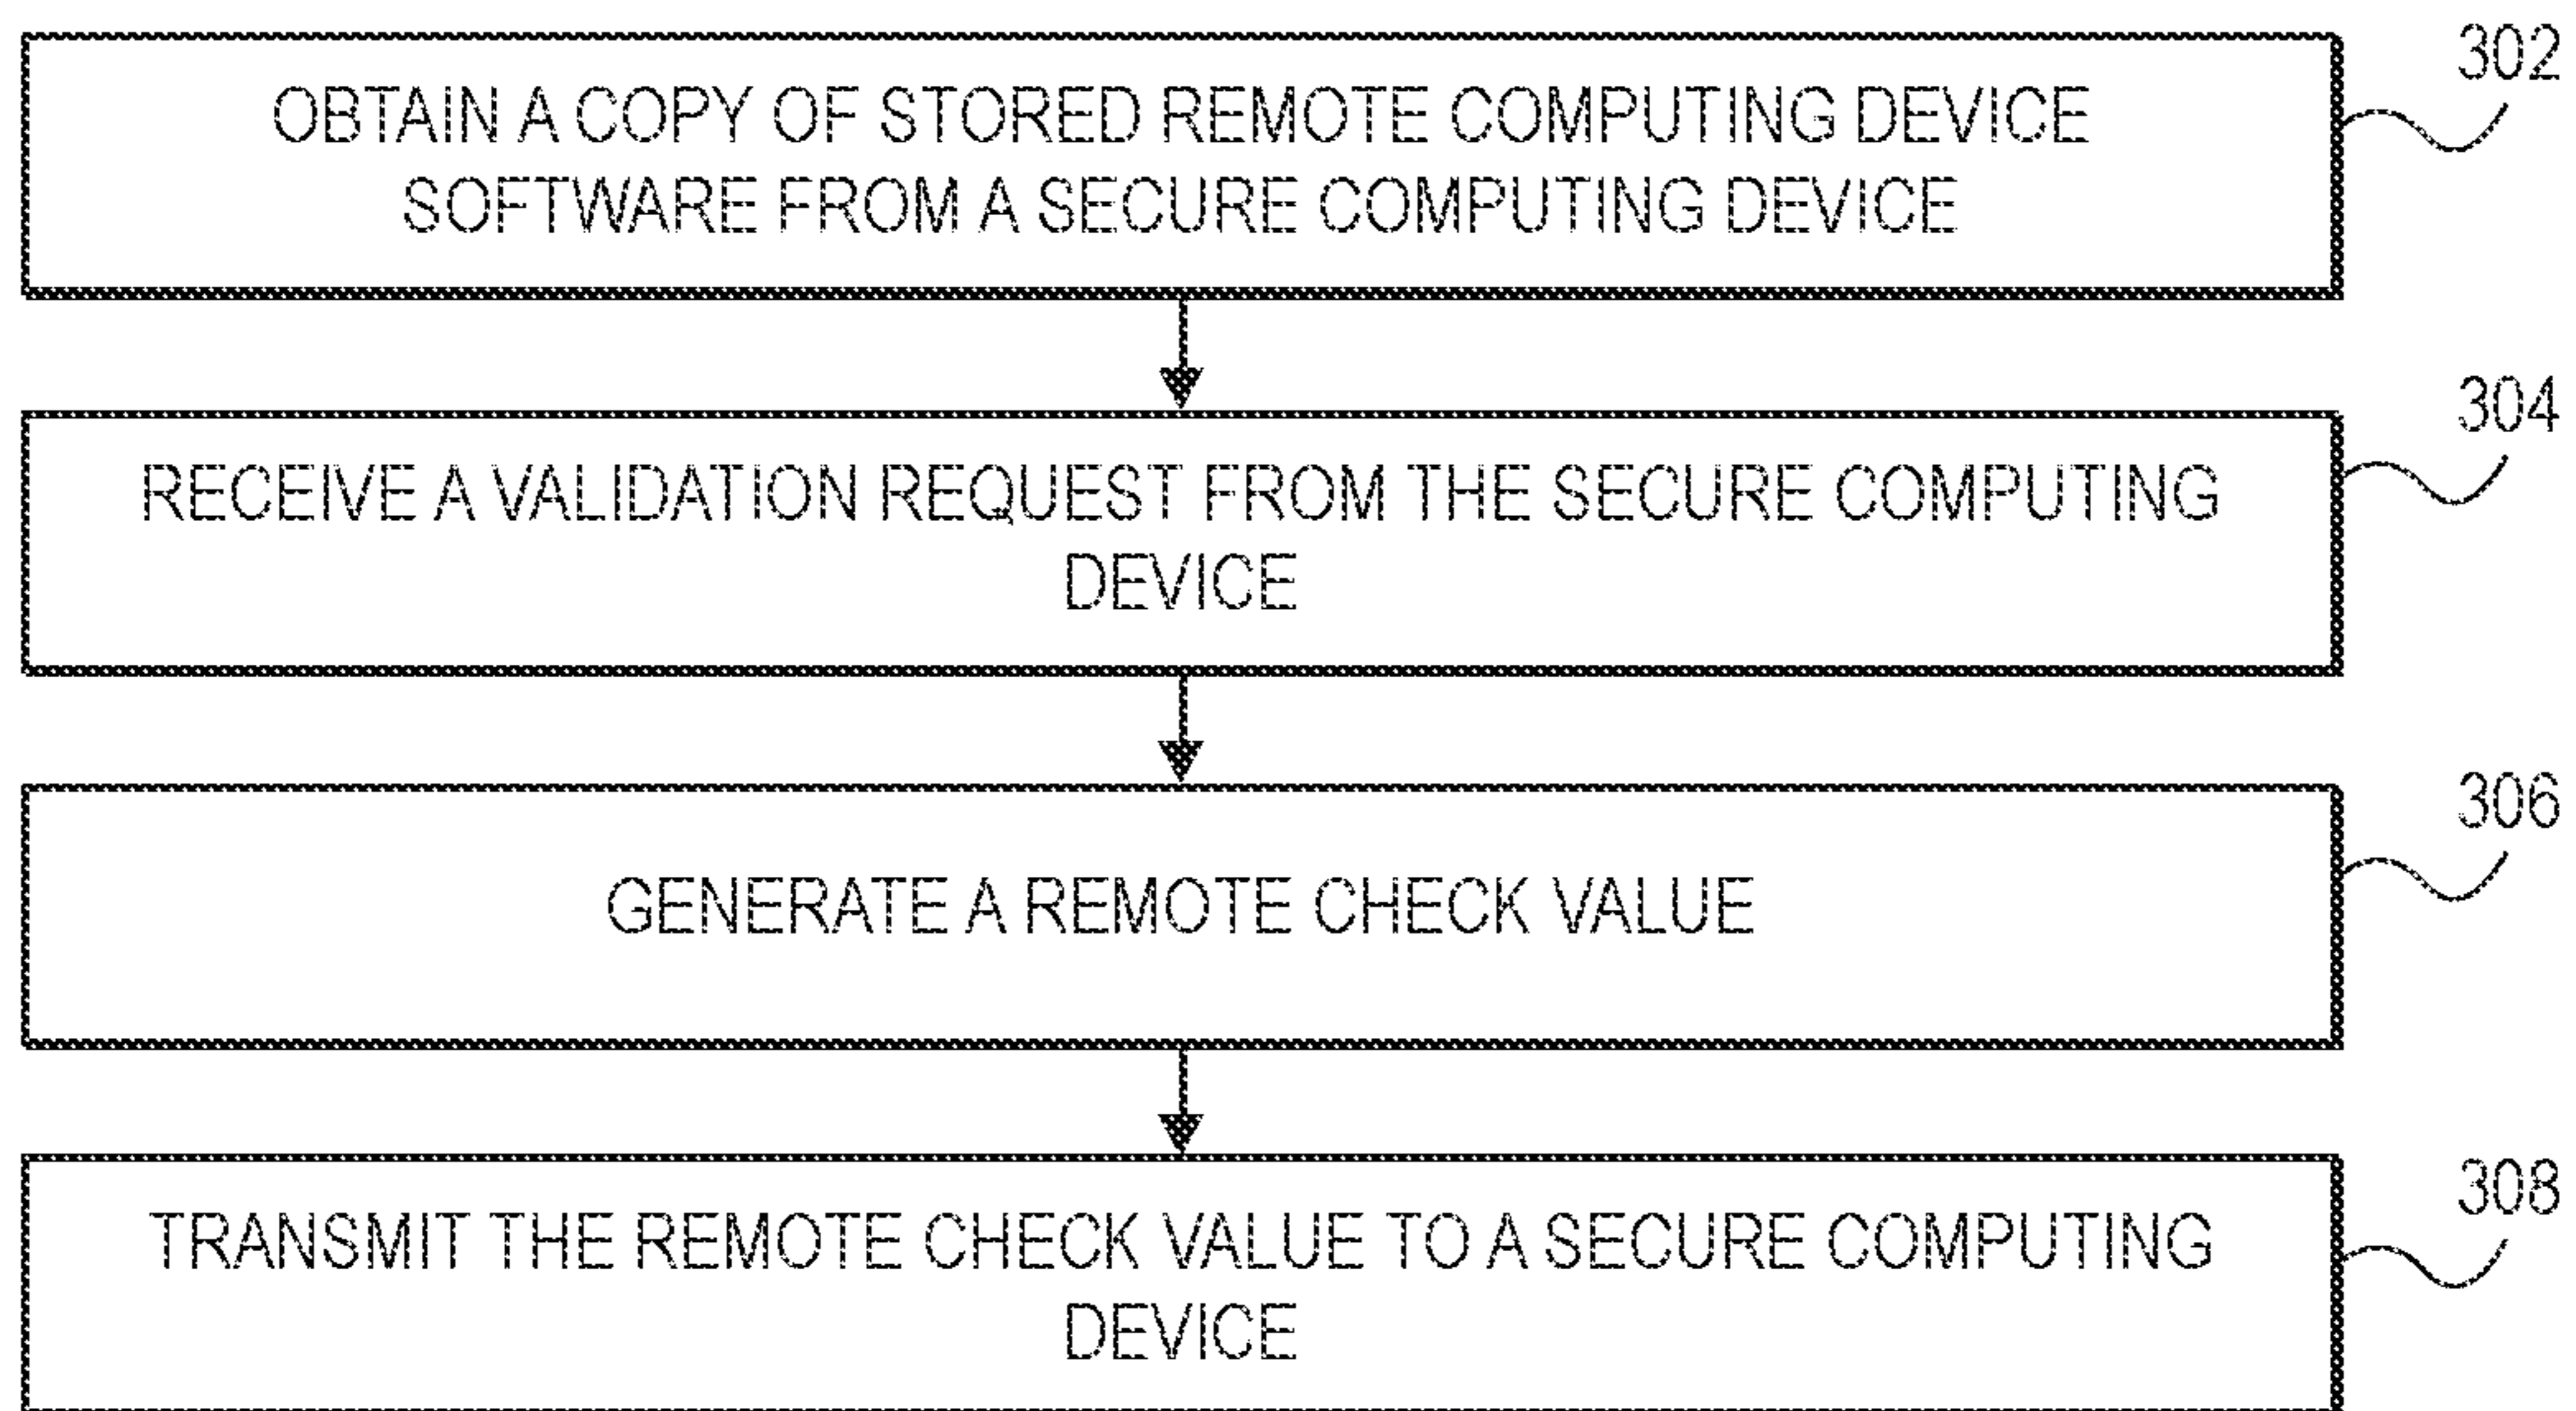 302
OBTAIN A COPY OF STORED REMOTE COMPUTING DEVICE
SOFTWARE FROM A SECURE COMPUTING DEVICE
304
RECEIVE A VALIDATION REQUEST FROM THE SECURE COMPUTING
DEVICE
306
GENERATE A REMOTE CHECK VALUE
308
TRANSMIT THE REMOTE CHECK VALUE TO A SECURE COMPUTING
DEVICE